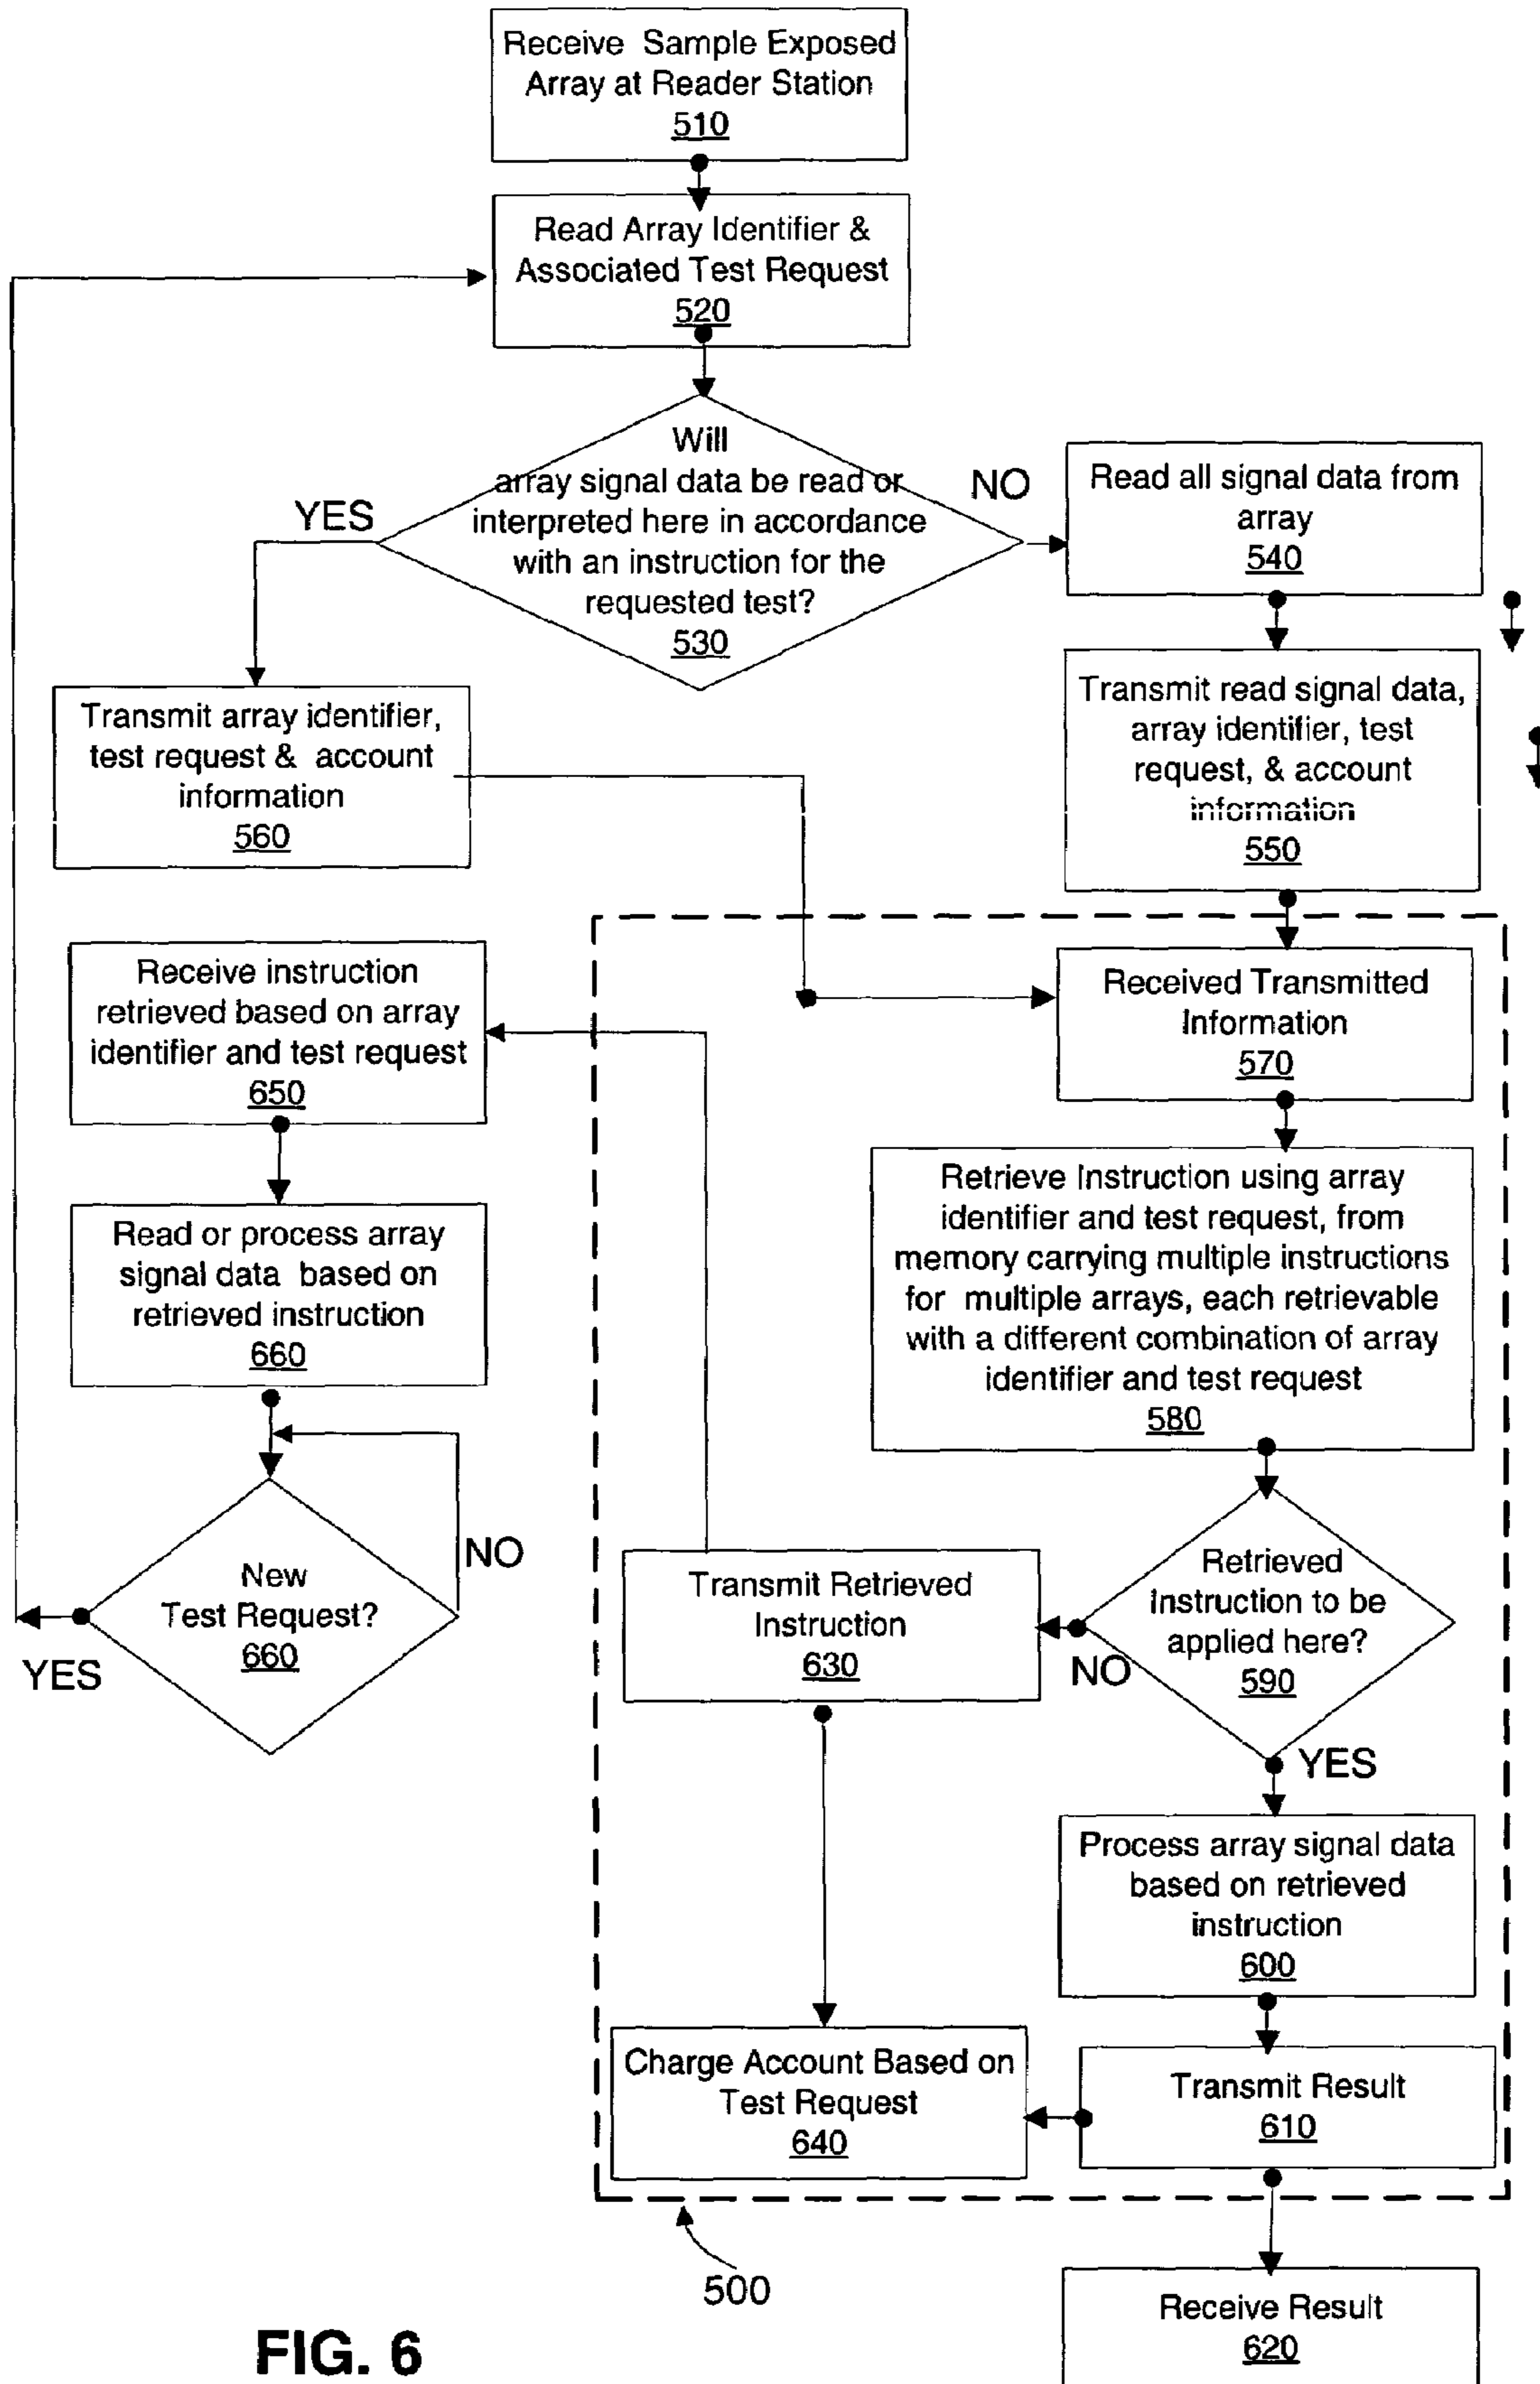 Receive Sample Exposed
Array at Reader Station
510
Read Array Identifier &
Associated Test Request
520
Will
array signal data be read or
interpreted here in accordance
with an instruction for the
requested test?
530
YES
NO
Read all signal data from
array
540
Transmit array identifier,
test request & account
information
560
Transmit read signal data,
array identifier, test
request, & account
information
550
Receive instruction
retrieved based on array
identifier and test request
650
Received Transmitted
Information
570
Read or process array
signal data based on
retrieved instruction
660
Retrieve Instruction using array
identifier and test request, from
memory carrying multiple instructions
for multiple arrays, each retrievable
with a different combination of array
identifier and test request
580
New
Test Request?
660
NO
YES
Transmit Retrieved
Instruction
630
Retrieved
Instruction to be
applied here?
590
NO
YES
Process array signal data
based on retrieved
instruction
600
Charge Account Based on
Test Request
640
Transmit Result
610
500
Receive Result
620
FIG. 6